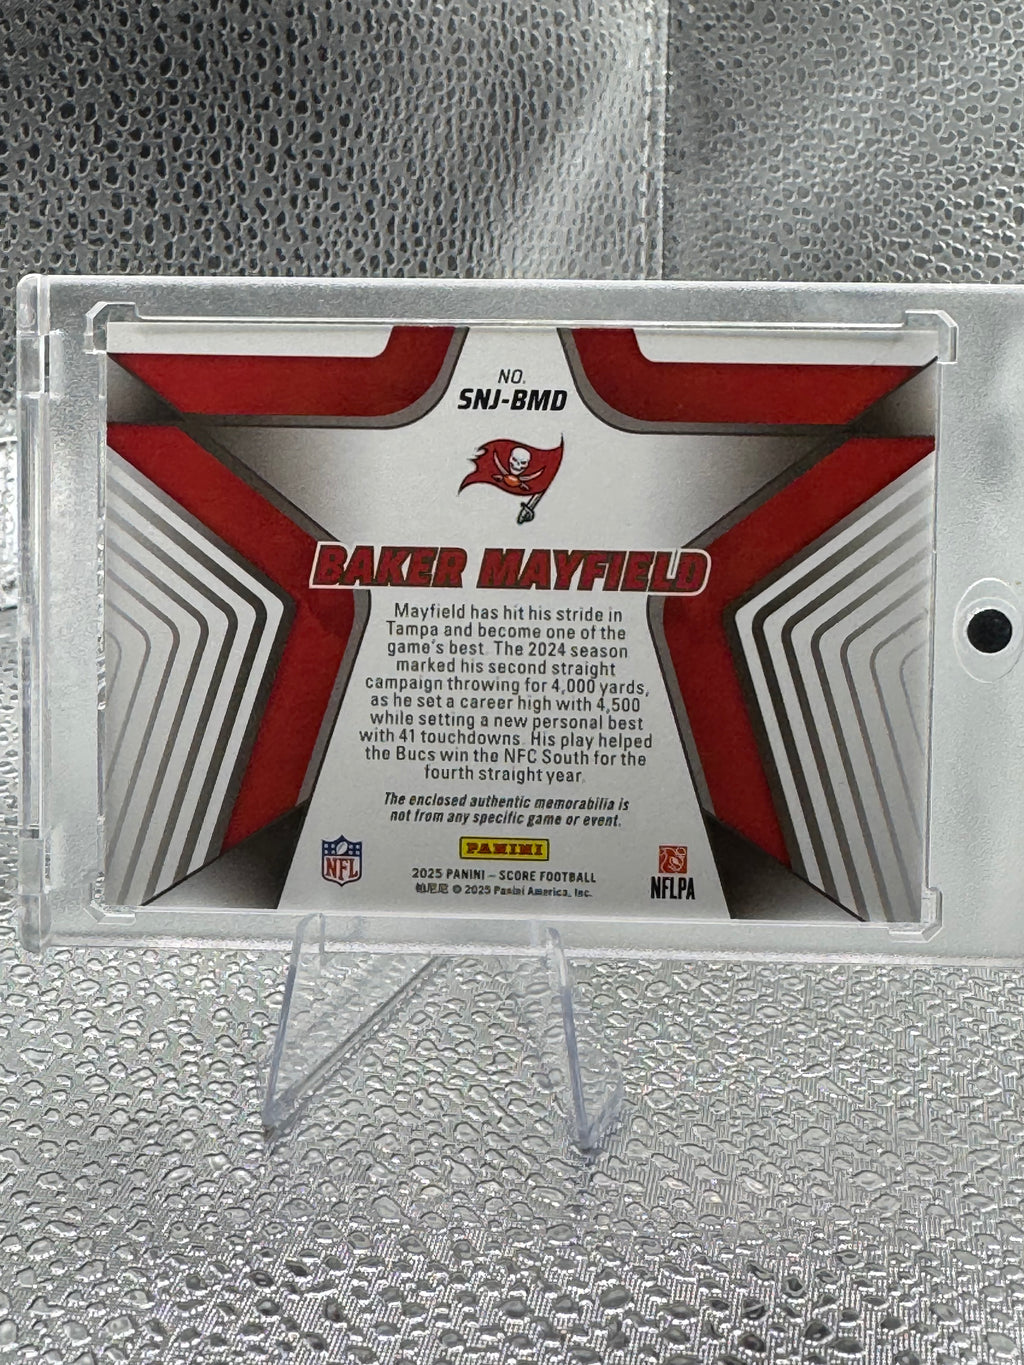 NO.
SNJ-BMD
BAKER MAYFIELD
Mayfield has hit his stride in
Tampa and become one of the
game's best. The 2024 season
marked his second straight
campaign throwing for 4,000 yards,
as he set a career high with 4,500
while setting a new personal best
with 41 touchdowns. His play helped
the Bucs win the NFC South for the
fourth straight year.
The enclosed authentic memorabilia is
not from any specific game or event.
NFL
PANINI
2025 PANINI – SCORE FOOTBALL
帕尼尼 © 2025 Panini America, Inc.
NFLPA